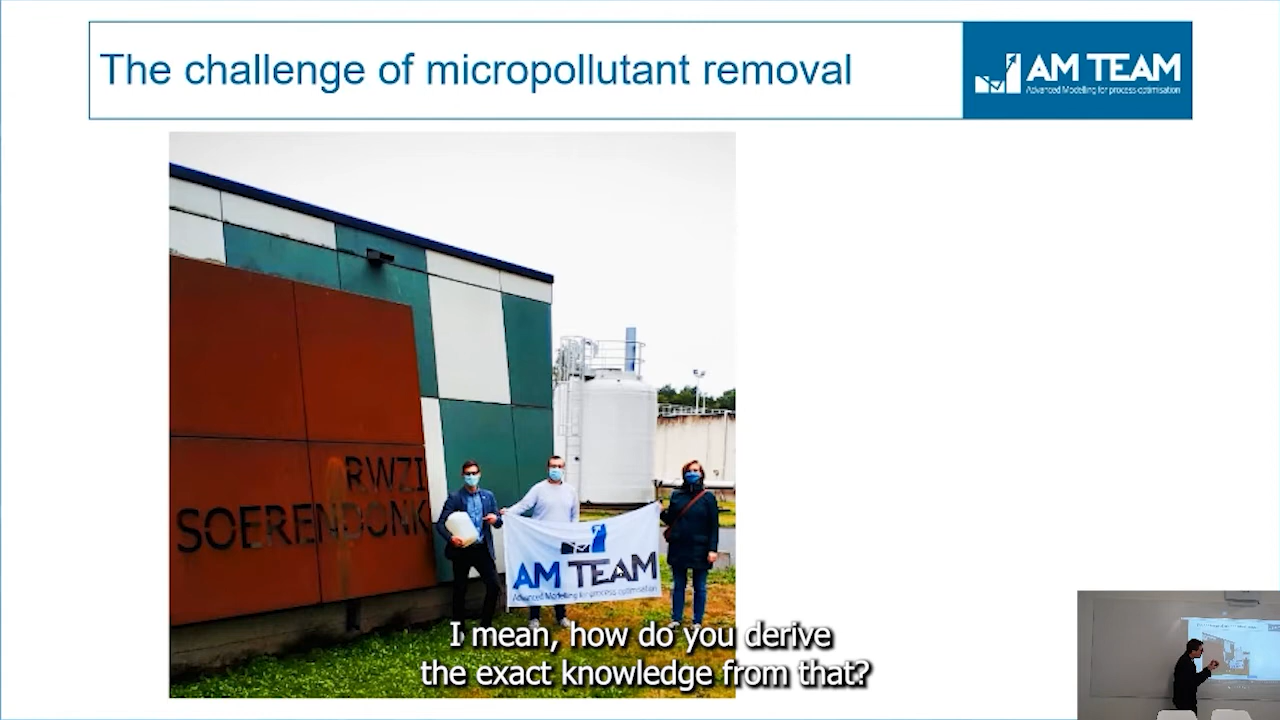 The challenge of micropollutant removal
AM TEAM
Advanced Modelling for process optimisation
RWZI
SOERENDONK
AM TEAM
Advanced Modelling for process optimisation
I mean, how do you derive
the exact knowledge from that?